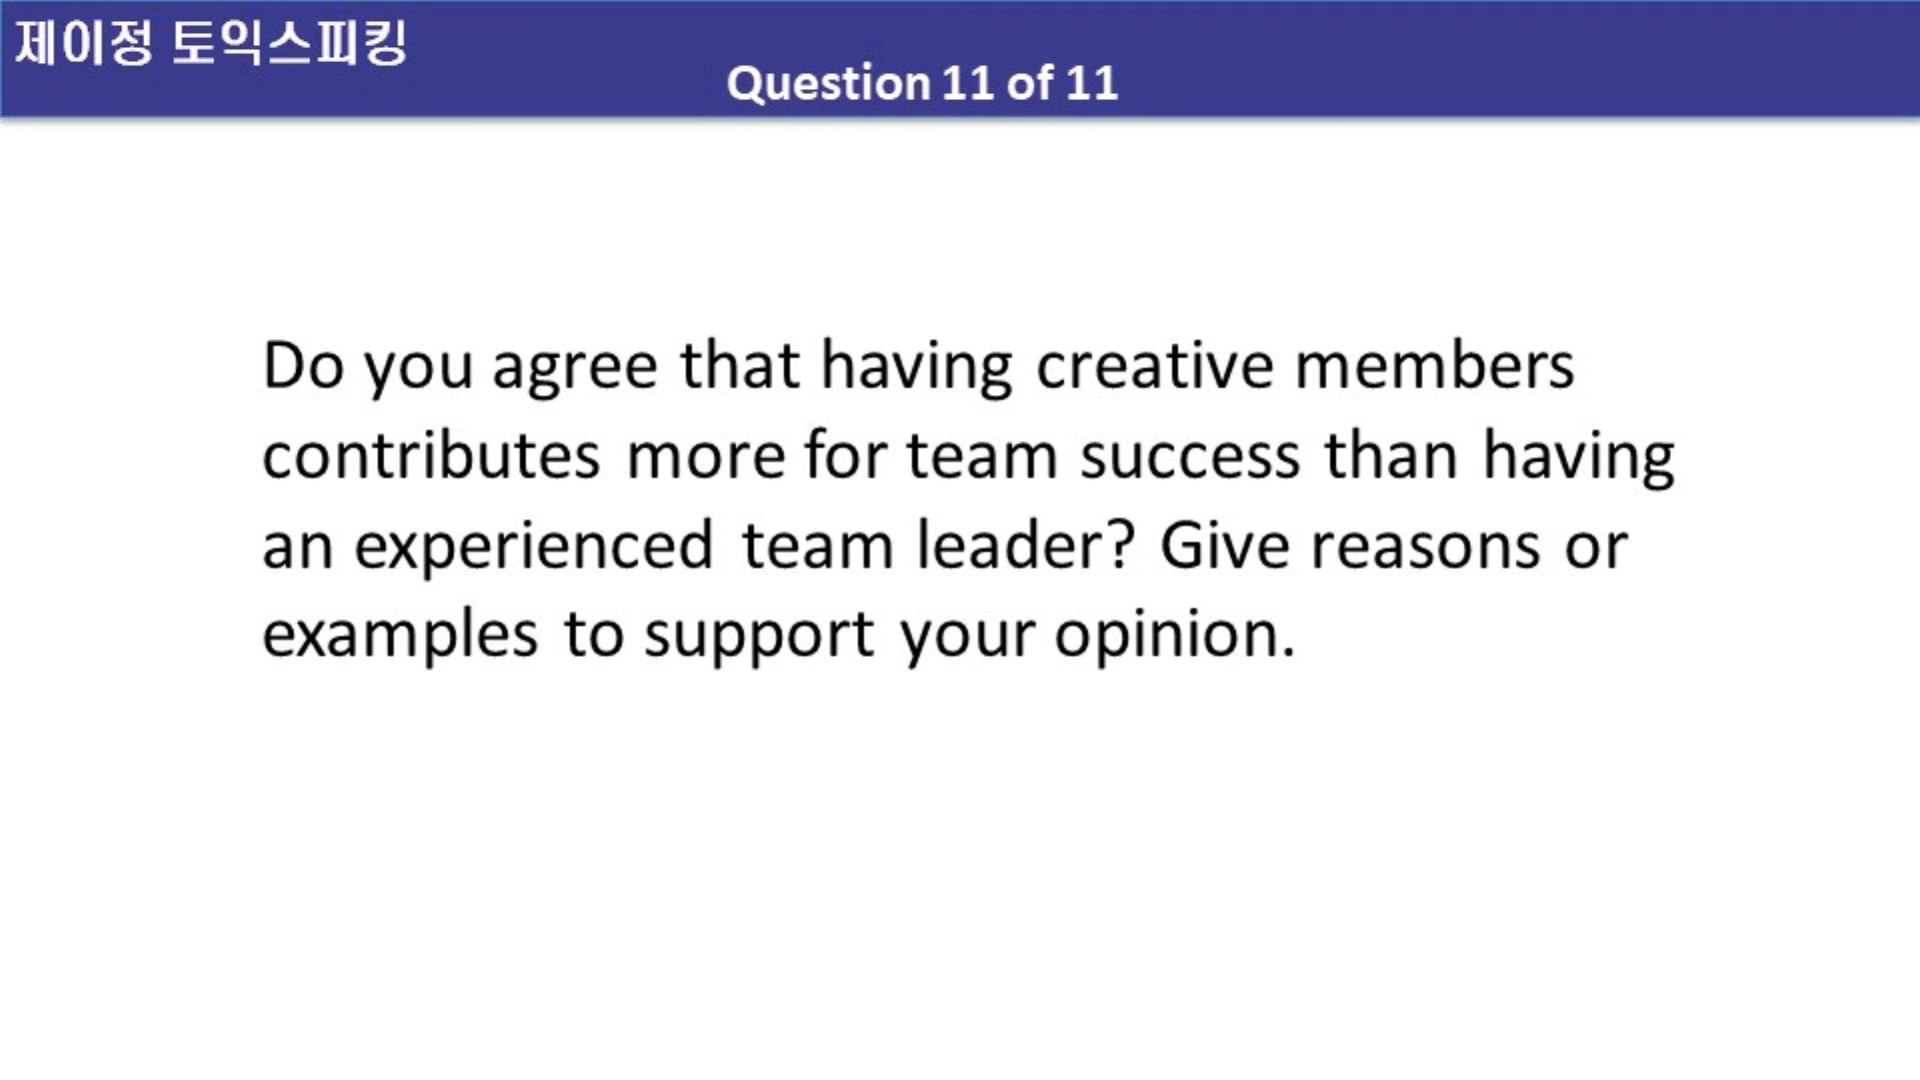 제이정 토익스피킹
Question 11 of 11
Do you agree that having creative members
contributes more for team success than having
an experienced team leader? Give reasons or
examples to support your opinion.